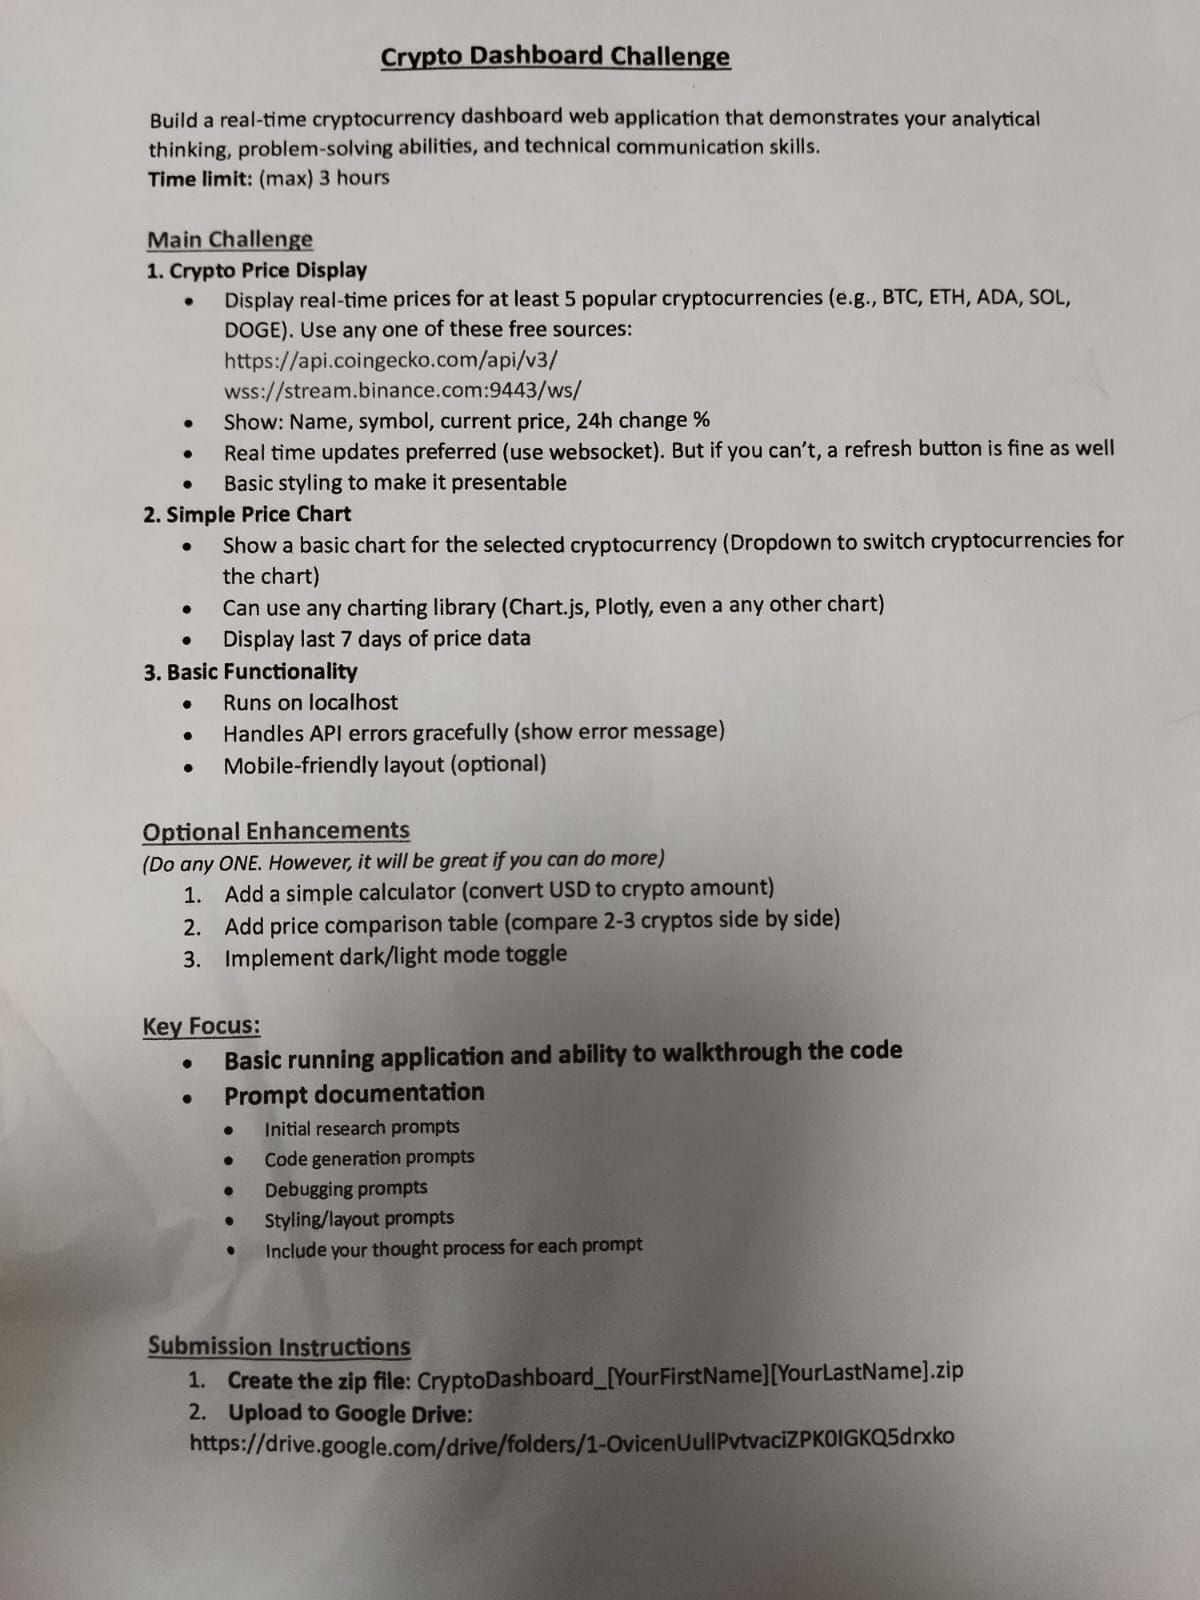 Crypto Dashboard Challenge
Build a real-time cryptocurrency dashboard web application that demonstrates your analytical
thinking, problem-solving abilities, and technical communication skills.
Time limit: (max) 3 hours
Main Challenge
1. Crypto Price Display
• Display real-time prices for at least 5 popular cryptocurrencies (e.g., BTC, ETH, ADA, SOL,
DOGE). Use any one of these free sources:
https://api.coingecko.com/api/v3/
wss://stream.binance.com:9443/ws/
• Show: Name, symbol, current price, 24h change %
• Real time updates preferred (use websocket). But if you can't, a refresh button is fine as well
• Basic styling to make it presentable
2. Simple Price Chart
• Show a basic chart for the selected cryptocurrency (Dropdown to switch cryptocurrencies for
the chart)
• Can use any charting library (Chart.js, Plotly, even a any other chart)
• Display last 7 days of price data
3. Basic Functionality
• Runs on localhost
• Handles API errors gracefully (show error message)
• Mobile-friendly layout (optional)
Optional Enhancements
(Do any ONE. However, it will be great if you can do more)
1. Add a simple calculator (convert USD to crypto amount)
2. Add price comparison table (compare 2-3 cryptos side by side)
3. Implement dark/light mode toggle
Key Focus:
• Basic running application and ability to walkthrough the code
• Prompt documentation
• Initial research prompts
• Code generation prompts
• Debugging prompts
• Styling/layout prompts
• Include your thought process for each prompt
Submission Instructions
1. Create the zip file: CryptoDashboard_[YourFirstName][YourLastName].zip
2. Upload to Google Drive:
https://drive.google.com/drive/folders/1-OvicenUullPvtvaciZPK0IGKQ5drxko